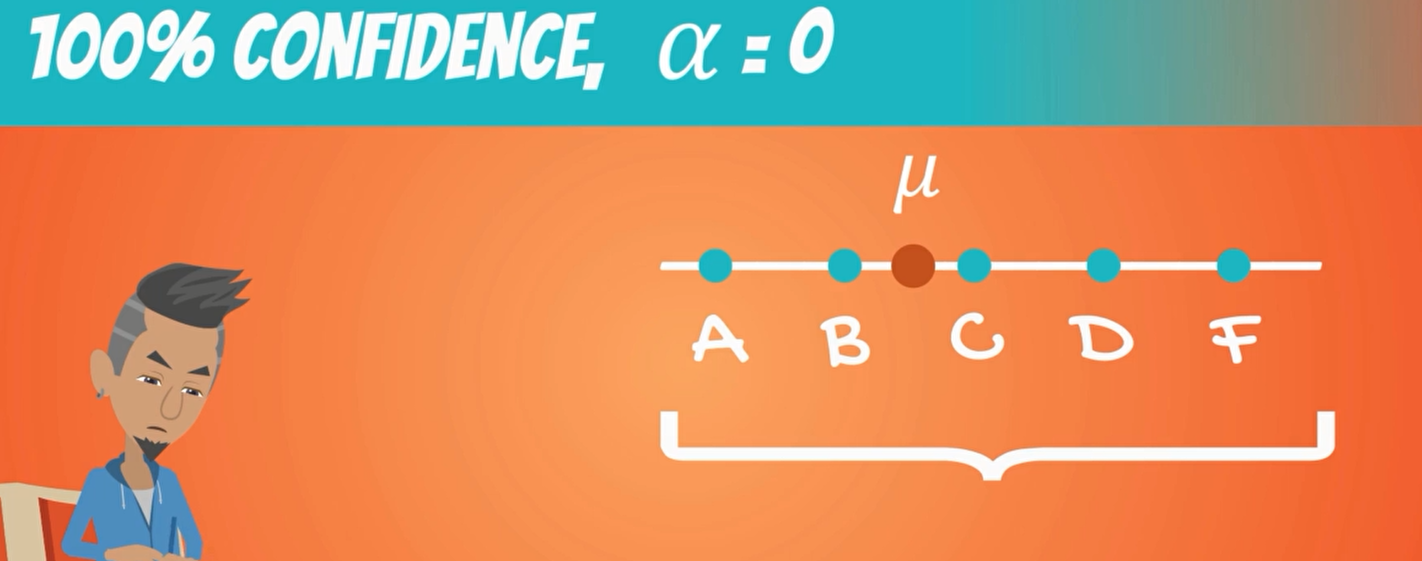 100% CONFIDENCE, α = 0
μ
A B C D F